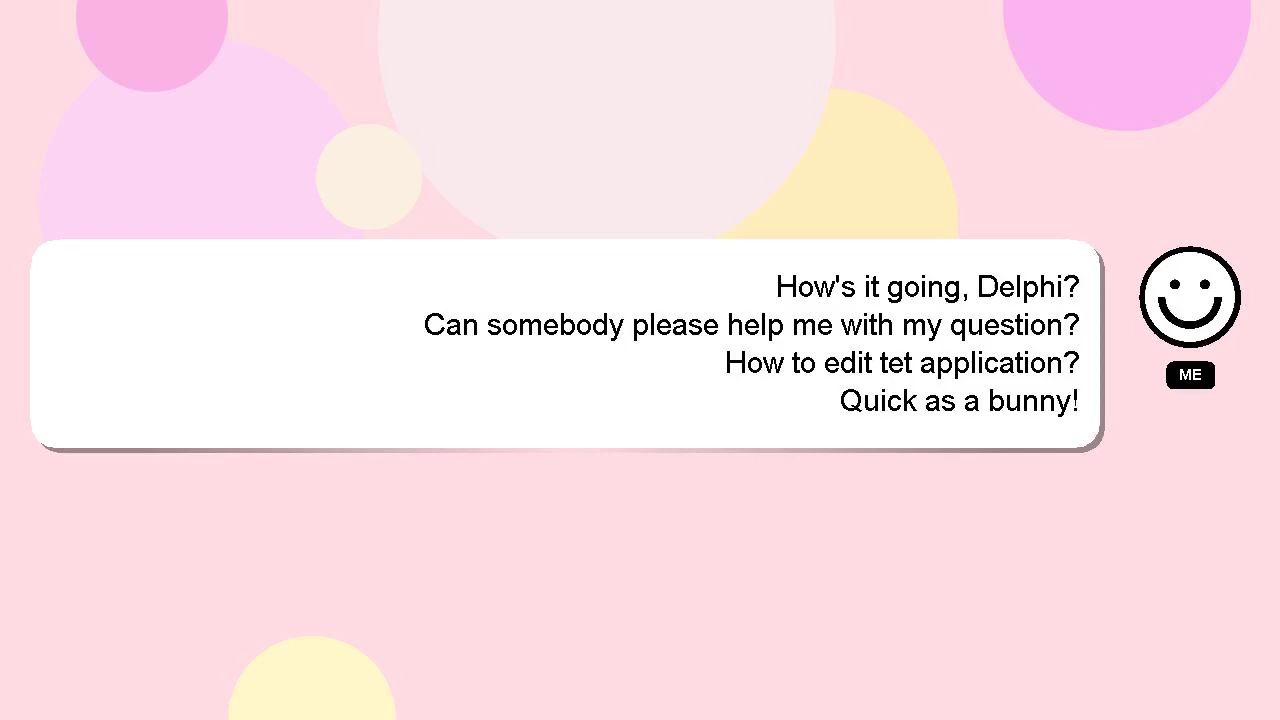 How's it going, Delphi?
Can somebody please help me with my question?
How to edit tet application?
Quick as a bunny!
ME